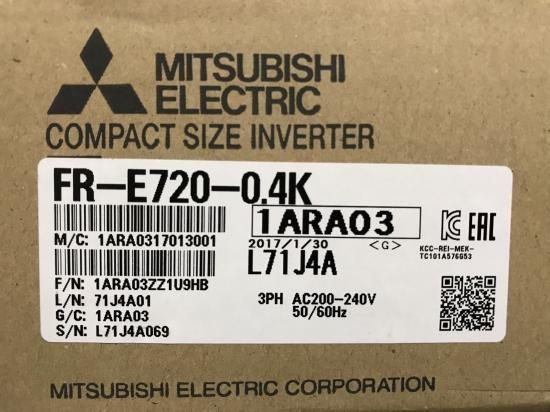 MITSUBISHI
ELECTRIC
COMPACT SIZE INVERTER
FR-E720-0.4K
1ARA03
M/C: 1ARA0317013001
2017/1/30 <G>
L71J4A
KCC-REI-MEK-
TC101A576G53
F/N: 1ARA03ZZ1U9HB
L/N: 71J4A01
G/C: 1ARA03
S/N: L71J4A069
3PH AC200-240V
50/60Hz
EAC
MITSUBISHI ELECTRIC CORPORATION